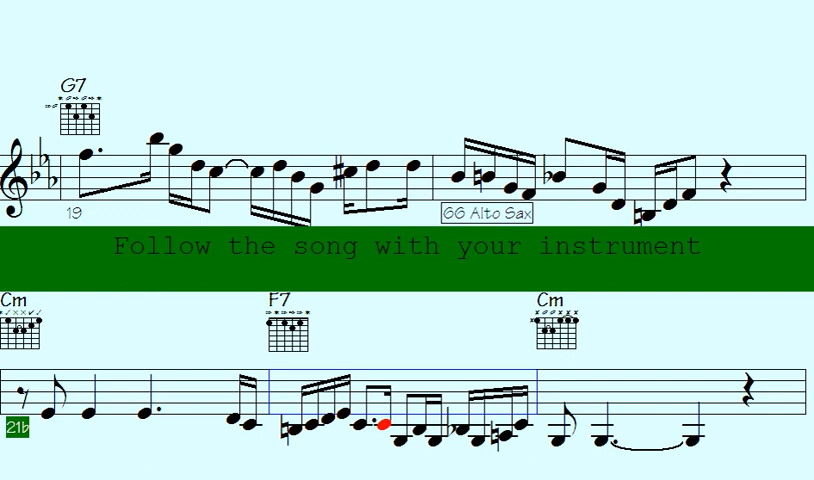 G7
19
66 Alto Sax
Follow the song with your instrument
Cm F7 Cm
21b